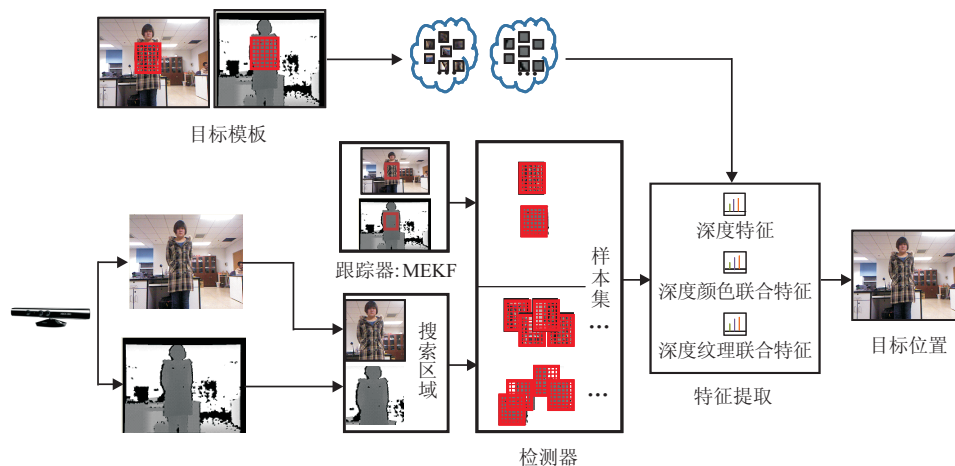 目标模板
跟踪器: MEKF
搜索区域
样本集
...
...
检测器
深度特征
深度颜色联合特征
深度纹理联合特征
特征提取
目标位置